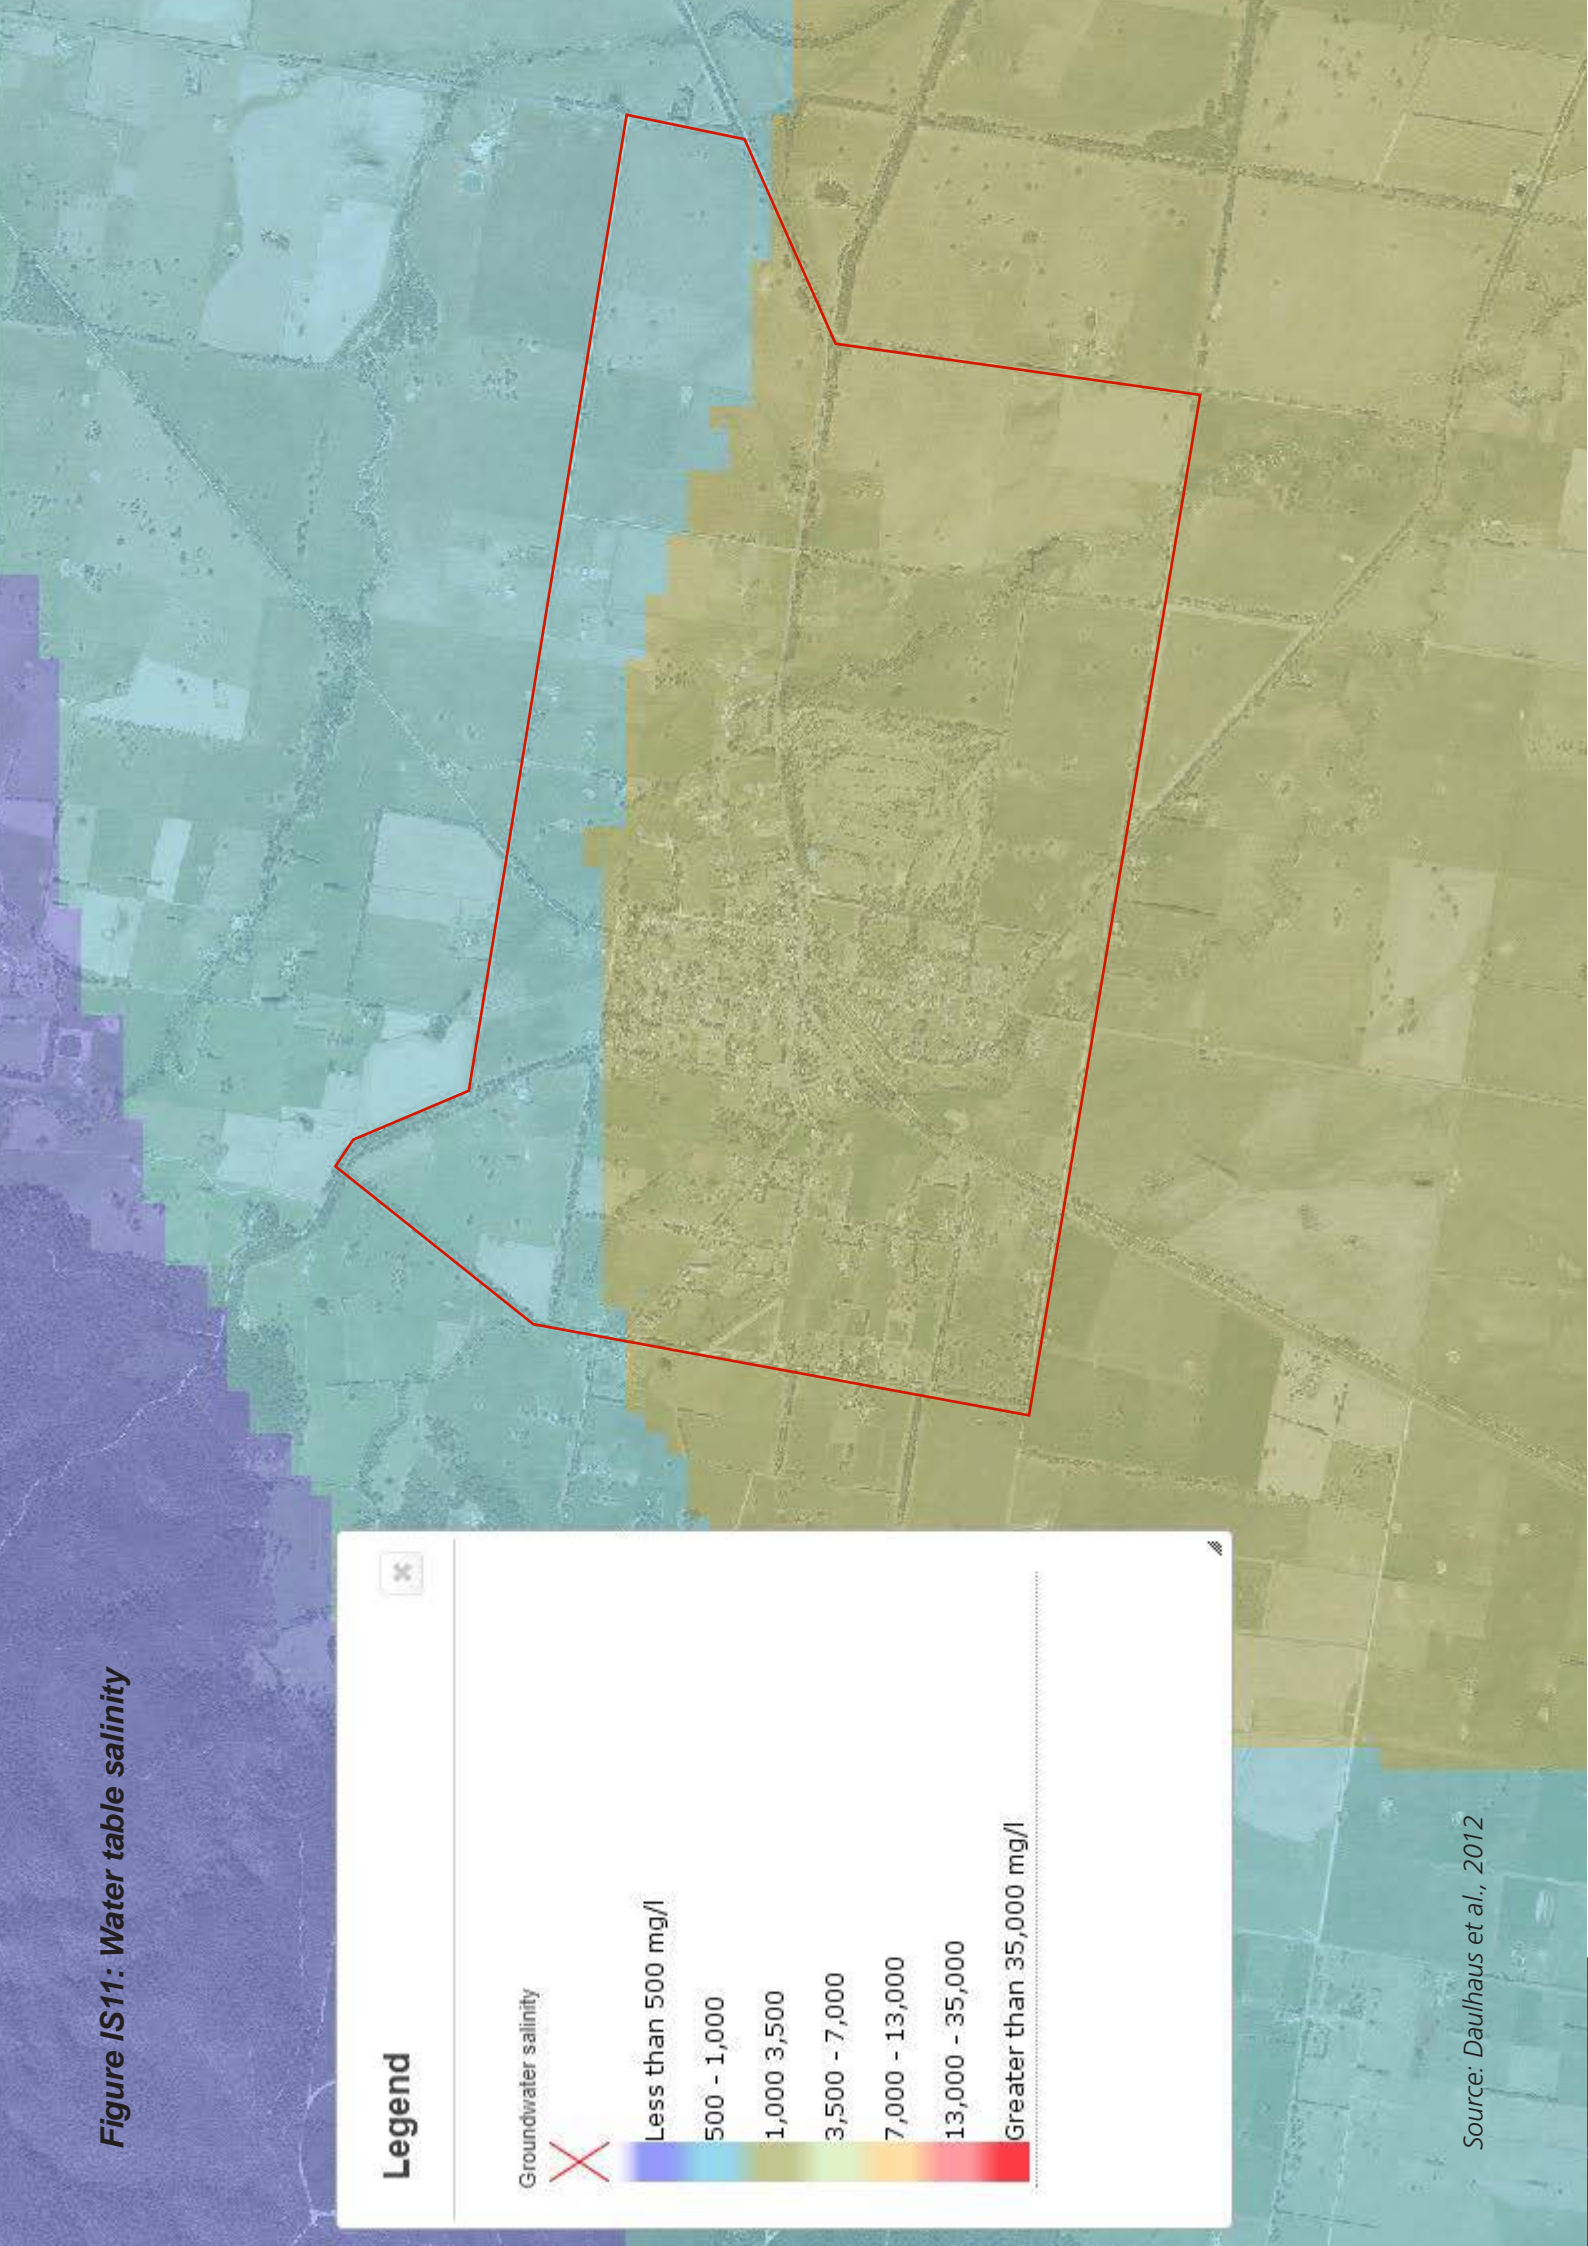 Figure IS11: Water table salinity
Legend
Groundwater salinity
Less than 500 mg/l
500 - 1,000
1,000 3,500
3,500 - 7,000
7,000 - 13,000
13,000 - 35,000
Greater than 35,000 mg/l
Source: Daulhaus et al., 2012